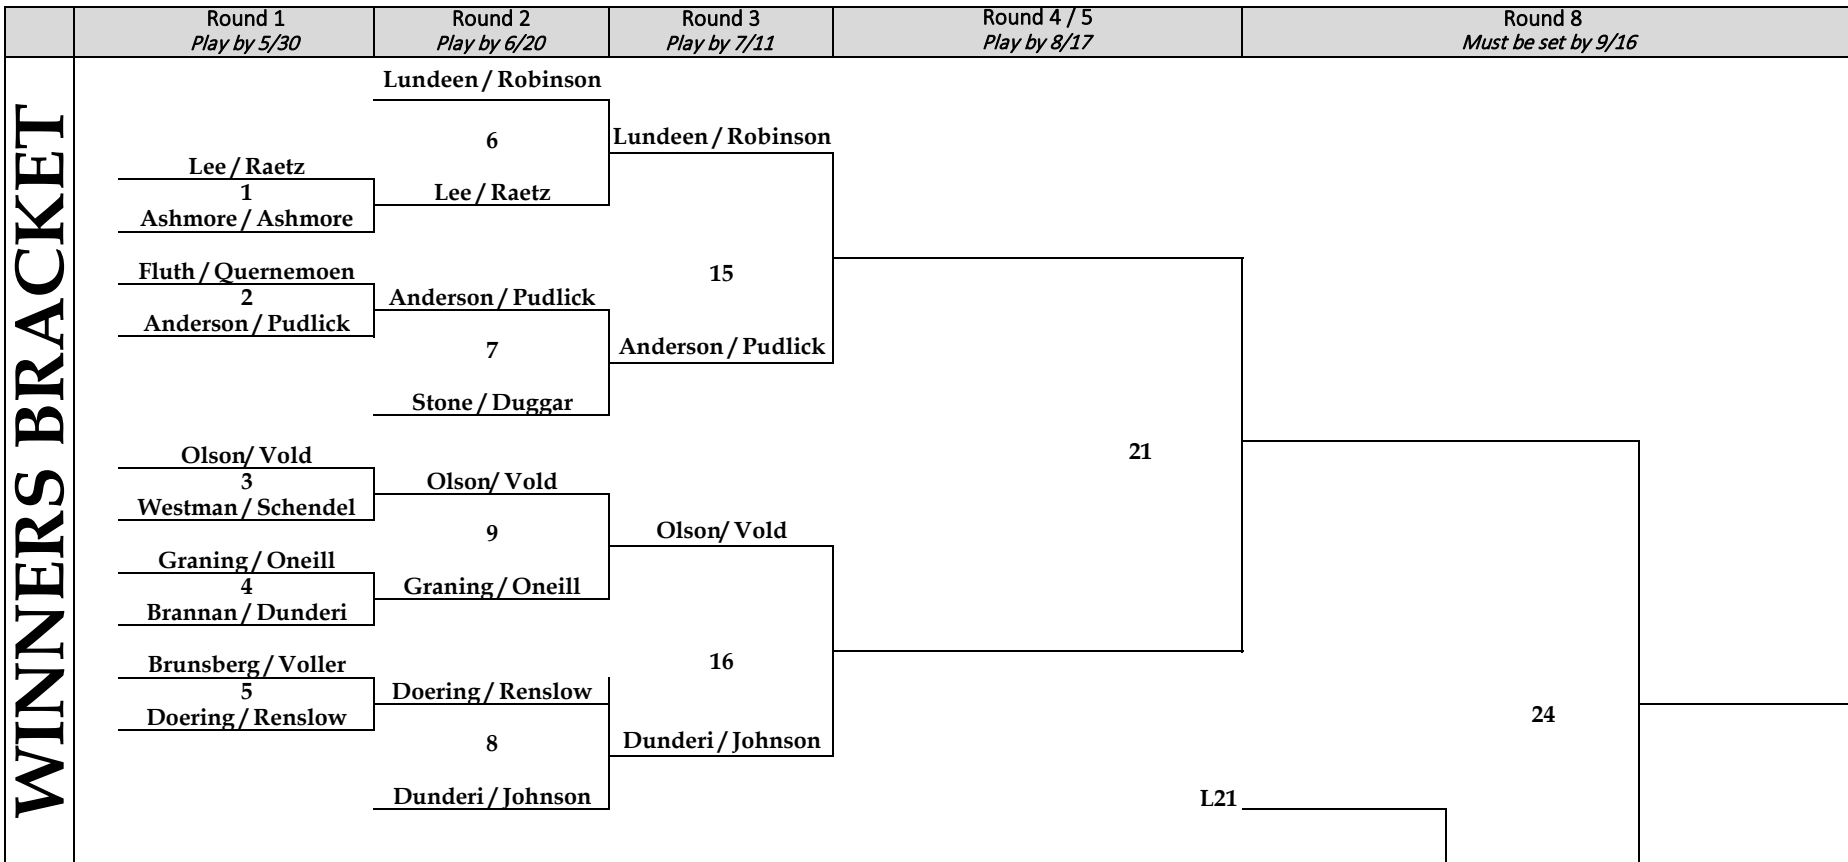 Round 1
Play by 5/30
Round 2
Play by 6/20
Round 3
Play by 7/11
Round 4 / 5
Play by 8/17
Round 8
Must be set by 9/16
WINNERS BRACKET
Lundeen / Robinson
6
Lundeen / Robinson
Lee / Raetz
1
Lee / Raetz
Ashmore / Ashmore
Fluth / Quernemoen
15
2
Anderson / Pudlick
Anderson / Pudlick
7
Anderson / Pudlick
Stone / Duggar
21
Olson/ Vold
3
Olson/ Vold
Westman / Schendel
9
Olson/ Vold
Graning / Oneill
4
Graning / Oneill
Brannan / Dunderi
Brunsberg / Voller
16
5
Doering / Renslow
Doering / Renslow
24
8
Dunderi / Johnson
Dunderi / Johnson
L21